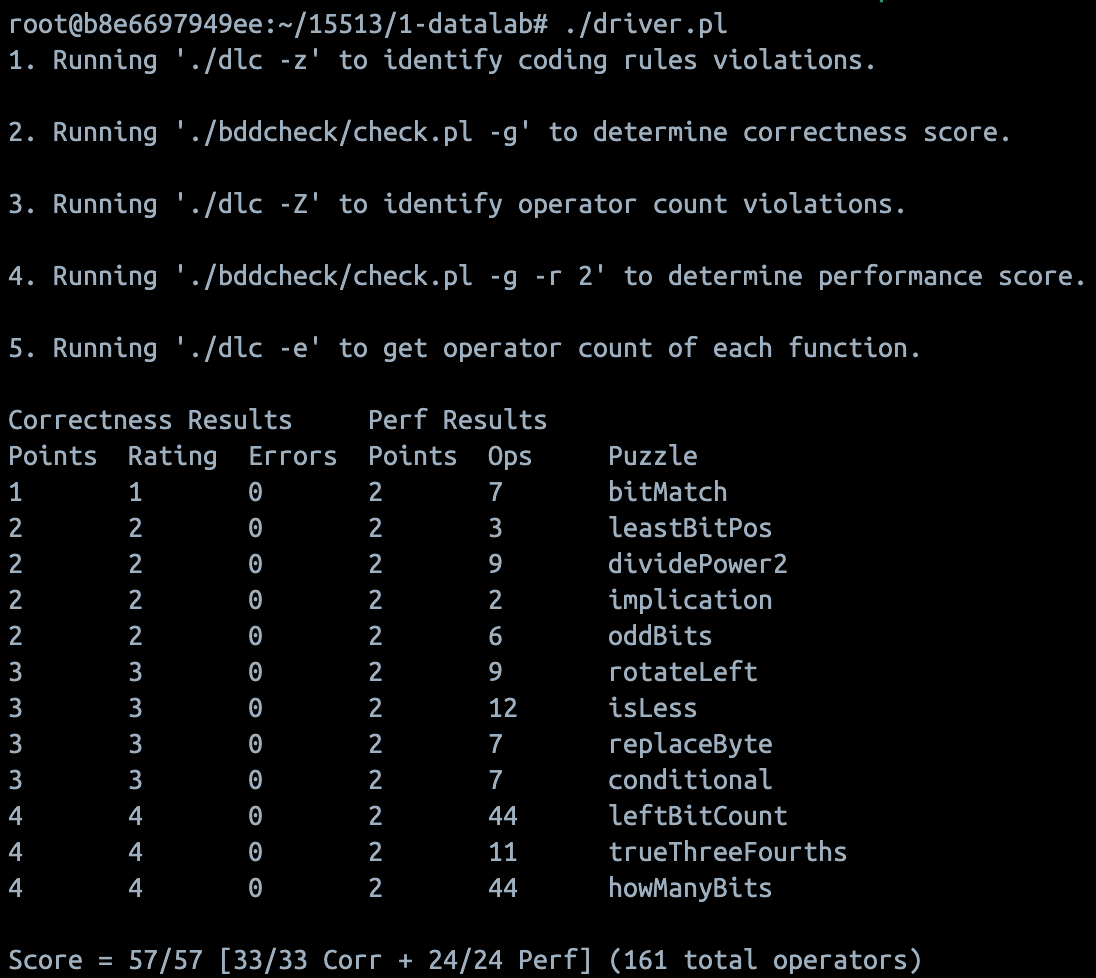 root@b8e6697949ee:~/15513/1-datalab# ./driver.pl
1. Running './dlc -z' to identify coding rules violations.
2. Running './bddcheck/check.pl -g' to determine correctness score.
3. Running './dlc -Z' to identify operator count violations.
4. Running './bddcheck/check.pl -g -r 2' to determine performance score.
5. Running './dlc -e' to get operator count of each function.
Correctness Results     Perf Results
Points  Rating  Errors  Points  Ops     Puzzle
1       1       0       2       7       bitMatch
2       2       0       2       3       leastBitPos
2       2       0       2       9       dividePower2
2       2       0       2       2       implication
2       2       0       2       6       oddBits
3       3       0       2       9       rotateLeft
3       3       0       2       12      isLess
3       3       0       2       7       replaceByte
3       3       0       2       7       conditional
4       4       0       2       44      leftBitCount
4       4       0       2       11      trueThreeFourths
4       4       0       2       44      howManyBits
Score = 57/57 [33/33 Corr + 24/24 Perf] (161 total operators)